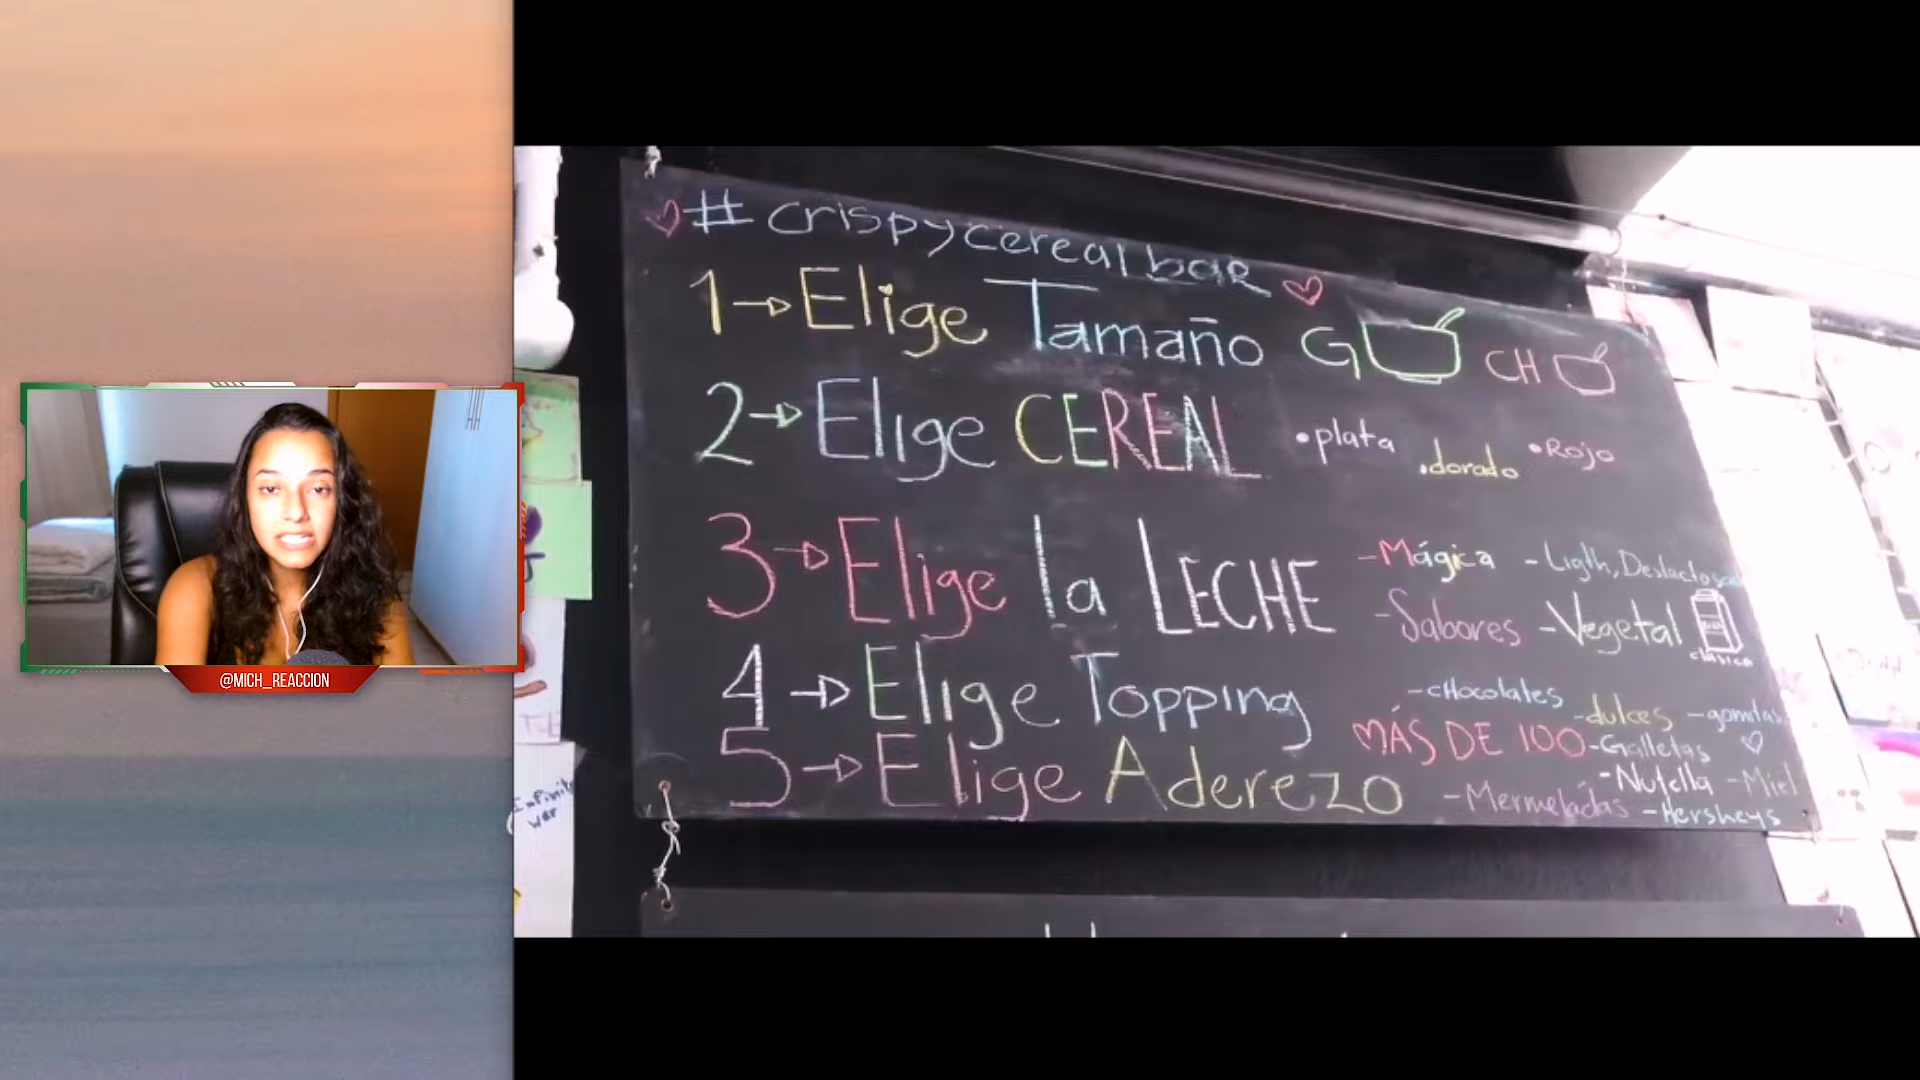 @MICH_REACCION
#crispycerealbar
1→Elige Tamaño G CH
2→Elige CEREAL •plata •dorado •Rojo
3→Elige la LECHE -Mágica -Ligth, Deslactosada
-Sabores -Vegetal
clásica
4→Elige Topping -CHocolates
-dulces -gomitas
MÁS DE 100 -Galletas
5→Elige Aderezo -Nutella -Miel
-Mermeladas -Hersheys
Infinity
war